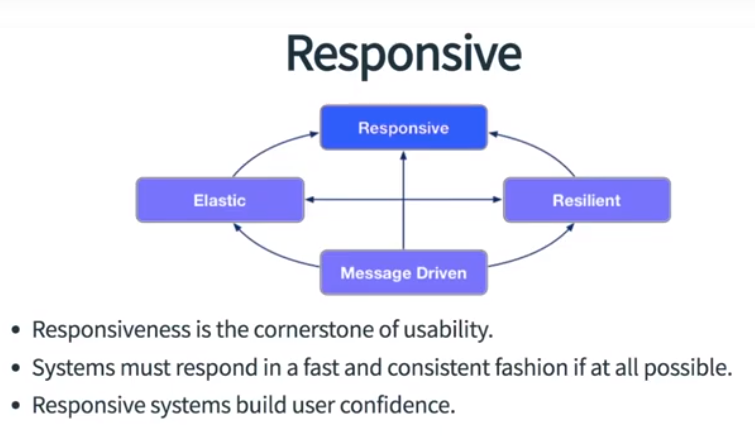 Responsive
Responsive
Elastic
Resilient
Message Driven
• Responsiveness is the cornerstone of usability.
• Systems must respond in a fast and consistent fashion if at all possible.
• Responsive systems build user confidence.